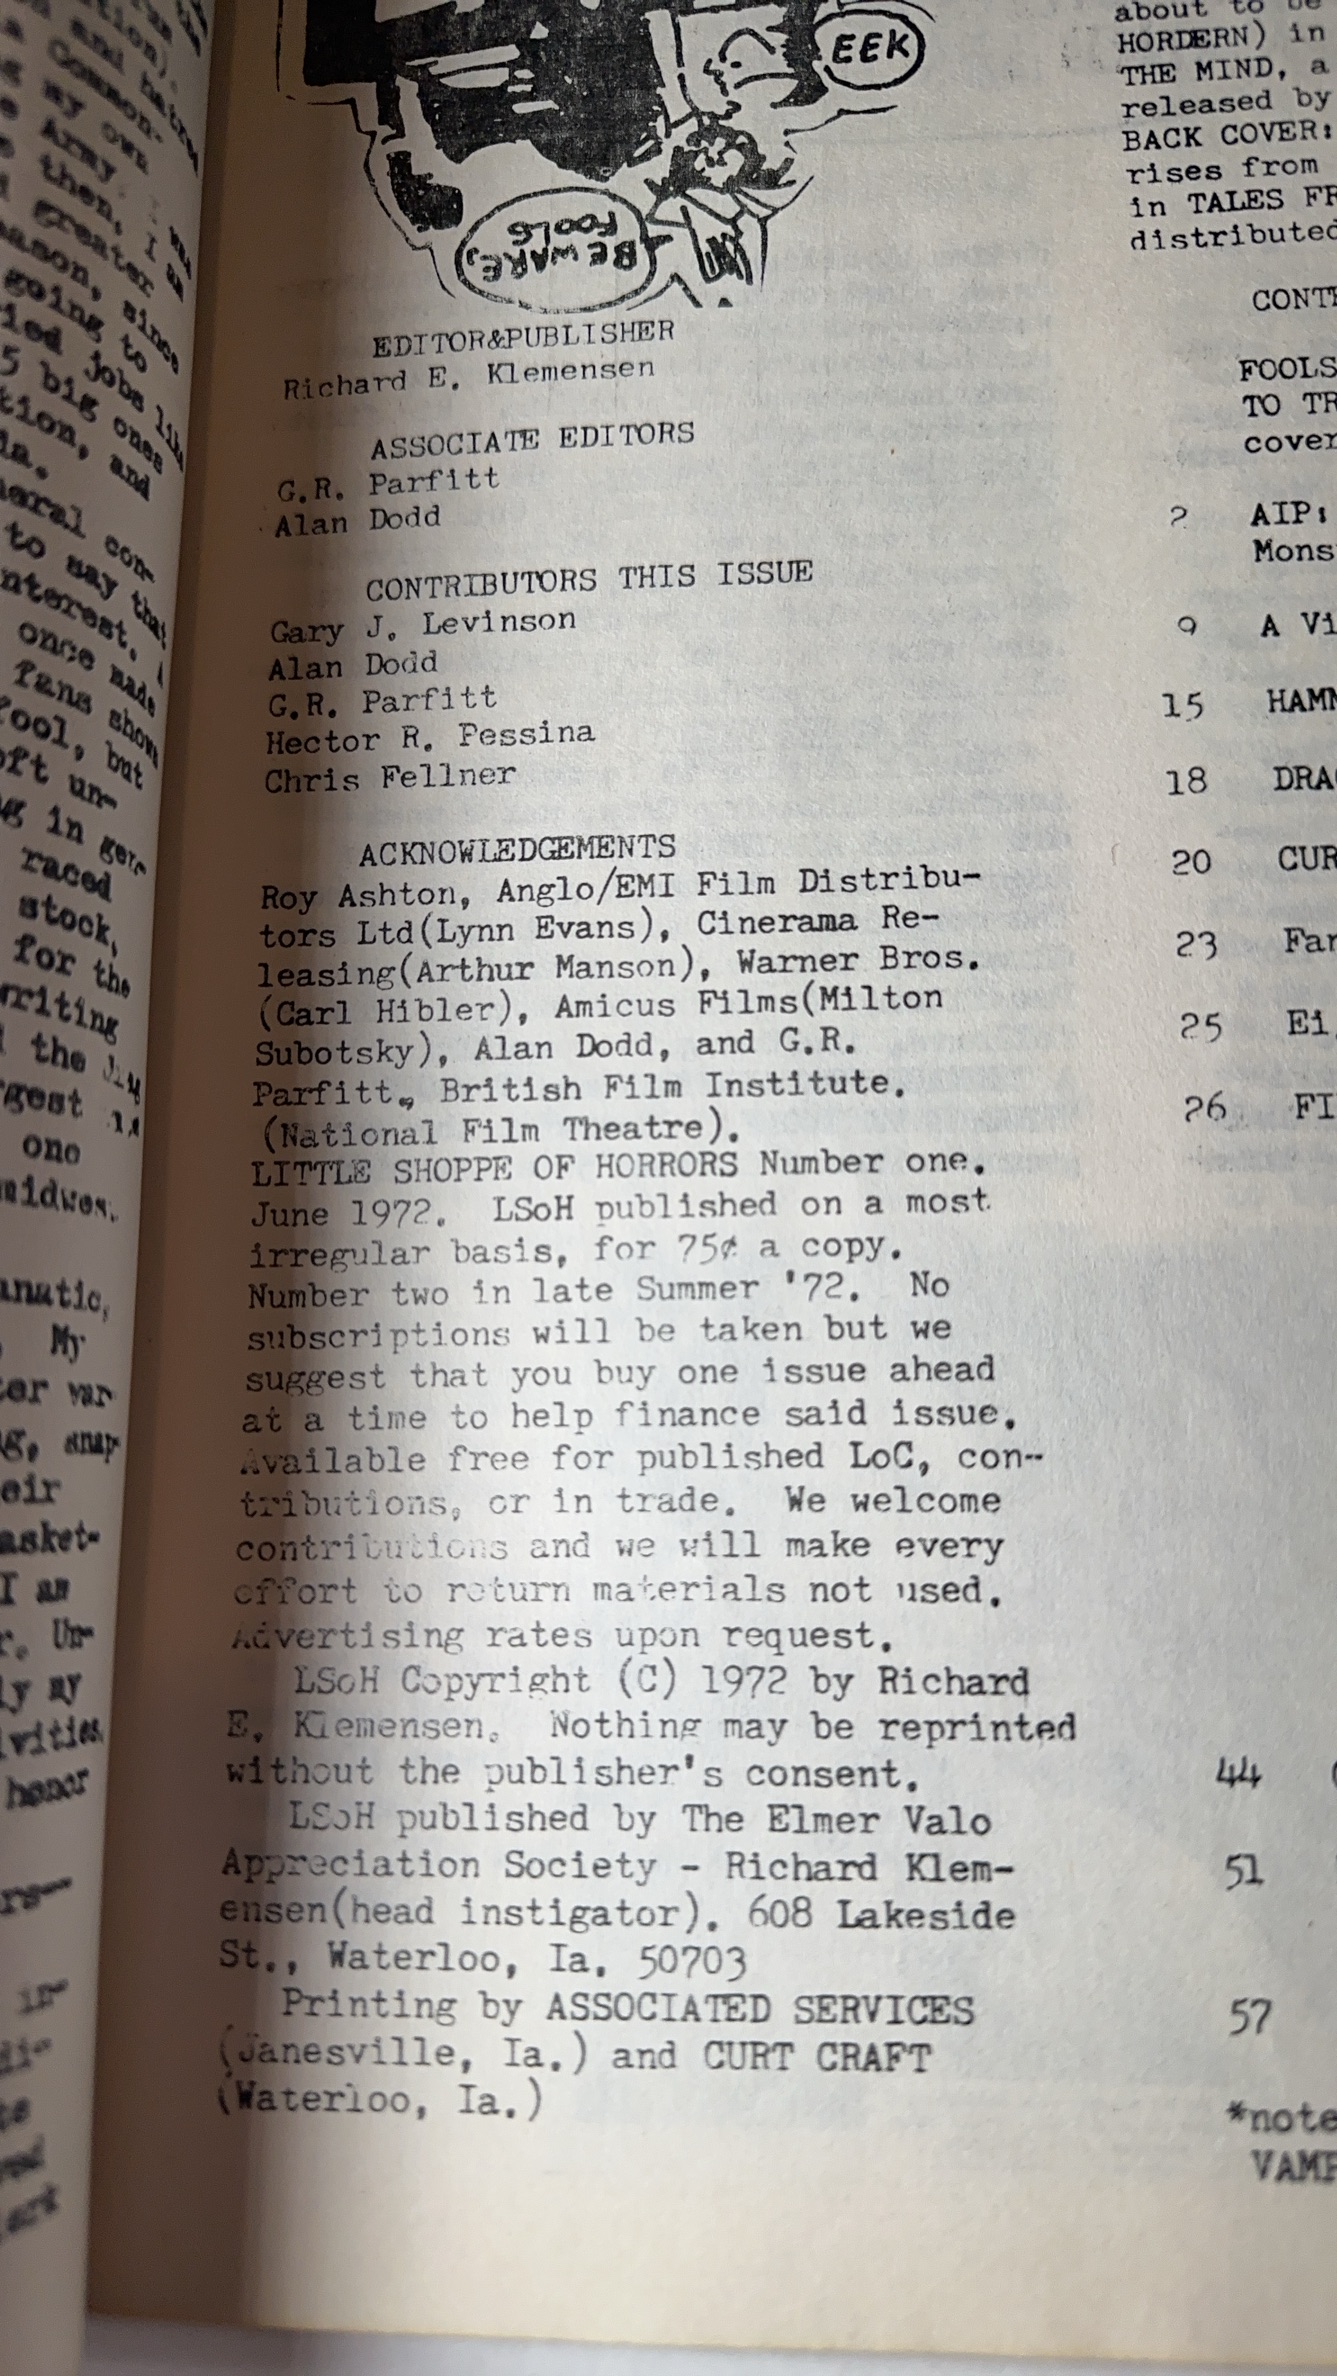 EEK
BEWARE,
FOOLS
EDITOR&PUBLISHER
Richard E. Klemensen
ASSOCIATE EDITORS
G.R. Parfitt
Alan Dodd
CONTRIBUTORS THIS ISSUE
Gary J. Levinson
Alan Dodd
G.R. Parfitt
Hector R. Pessina
Chris Fellner
ACKNOWLEDGEMENTS
Roy Ashton, Anglo/EMI Film Distribu-
tors Ltd(Lynn Evans), Cinerama Re-
leasing(Arthur Manson), Warner Bros.
(Carl Hibler), Amicus Films(Milton
Subotsky), Alan Dodd, and G.R.
Parfitt, British Film Institute.
(National Film Theatre).
LITTLE SHOPPE OF HORRORS Number one.
June 1972. LSoH published on a most
irregular basis, for 75¢ a copy.
Number two in late Summer '72. No
subscriptions will be taken but we
suggest that you buy one issue ahead
at a time to help finance said issue.
Available free for published LoC, con--
tributions, or in trade. We welcome
contributions and we will make every
effort to return materials not used.
Advertising rates upon request.
LSoH Copyright (C) 1972 by Richard
E. Klemensen. Nothing may be reprinted
without the publisher's consent.
LSoH published by The Elmer Valo
Appreciation Society - Richard Klem-
ensen(head instigator). 608 Lakeside
St., Waterloo, Ia. 50703
Printing by ASSOCIATED SERVICES
(Janesville, Ia.) and CURT CRAFT
(Waterloo, Ia.)
about to be
HORDERN) in
THE MIND, a
released by
BACK COVER:
rises from
in TALES FR
distributed
CONTE
FOOLS
TO TR
cover
2 AIP:
Mons
9 A Vi
15 HAMM
18 DRAC
20 CUR
23 Fan
25 Ei
26 FI
44
51
57
*note
VAMP